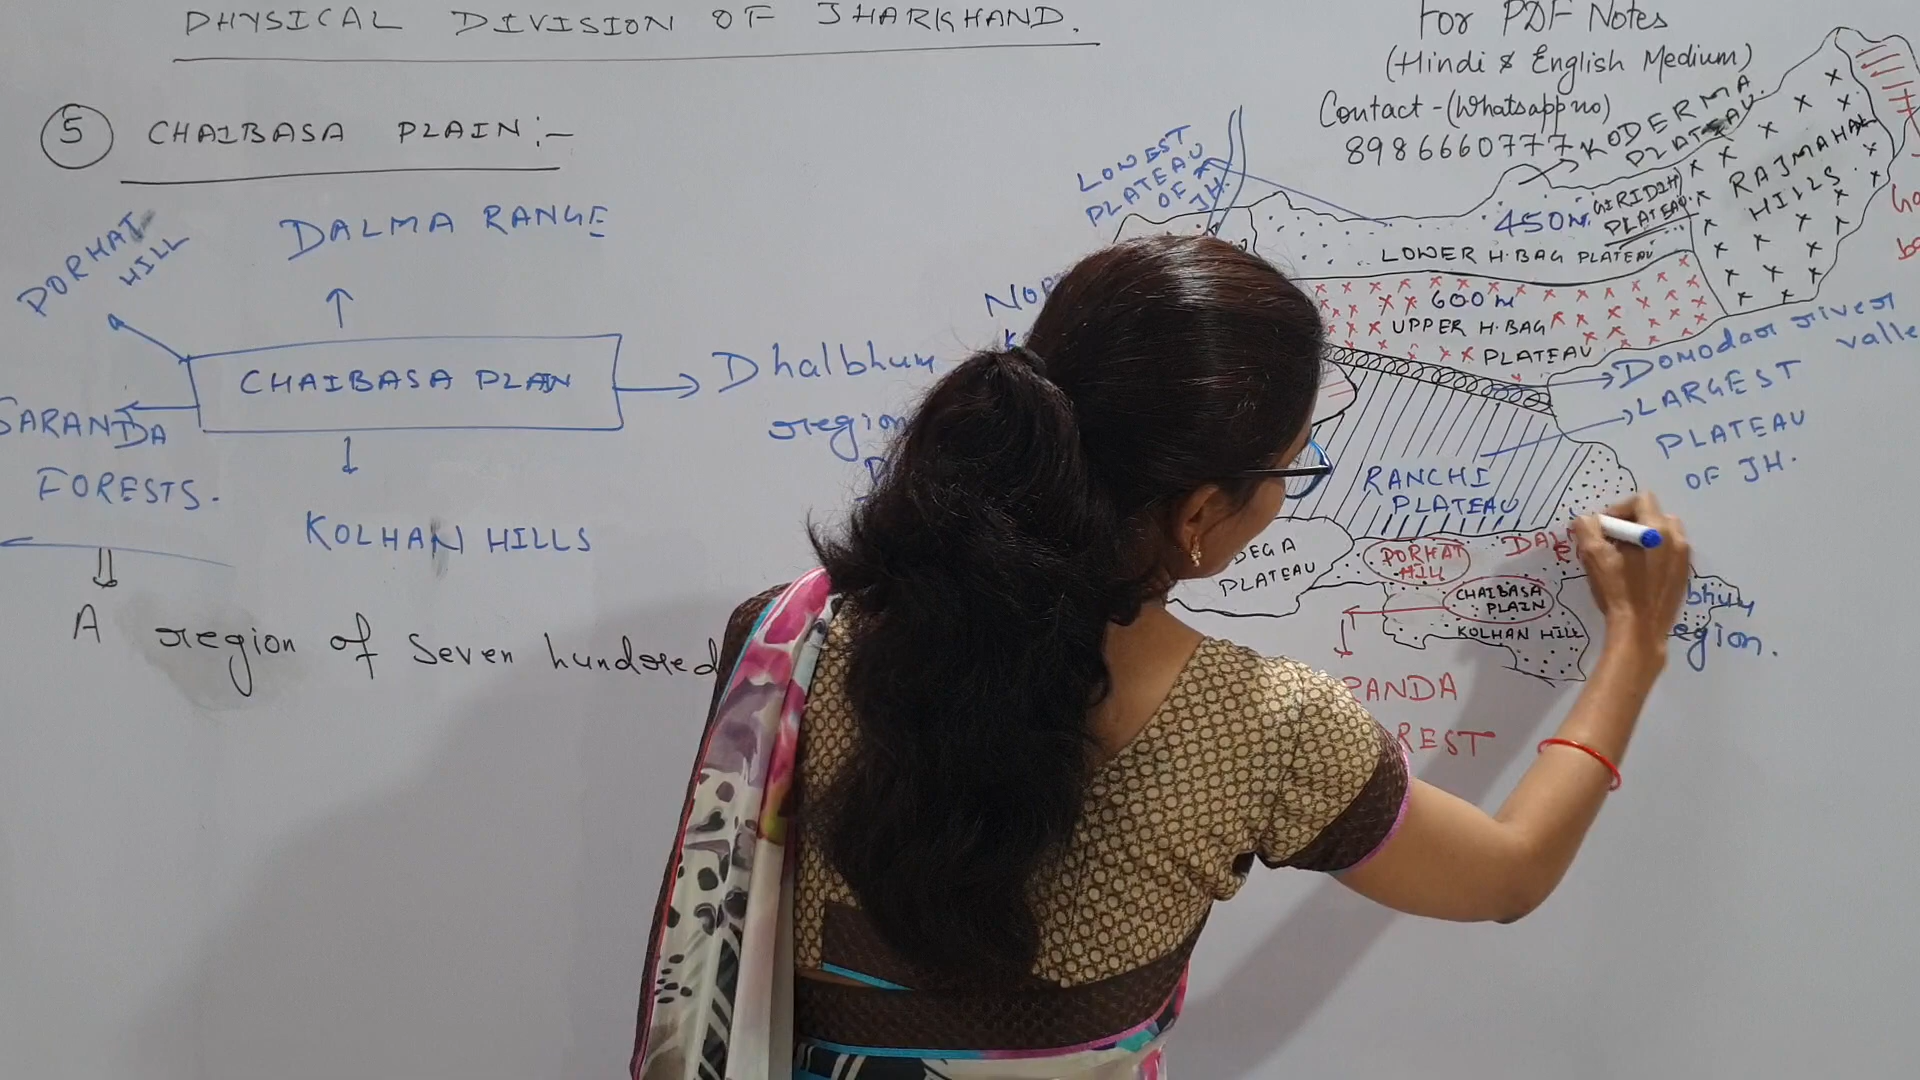 PHYSICAL DIVISION OF JHARKHAND.
5 CHAIBASA PLAIN:-
PORHAT
HILL
DALMA RANGE
CHAIBASA PLAN
Dhalbhum
region
SARANDA
FORESTS.
KOLHAN HILLS
A region of Seven hundred
For PDF Notes
(Hindi & English Medium)
Contact - (Whatsapp no)
8986660777
LOWEST
PLATEAU
OF
JH.
KODERMA
PLATEAU.
RAJMAHAL
HILLS.
450m.
GIRIDIH
PLATEAU.
LOWER H.BAG PLATEAU
600m
UPPER H.BAG
PLATEAU
Domodar river
LARGEST
PLATEAU
OF JH.
RANCHI
PLATEAU
PLATEAU
PORHAT
HILL
CHAIBASA
PLAIN
KOLHAN HILL